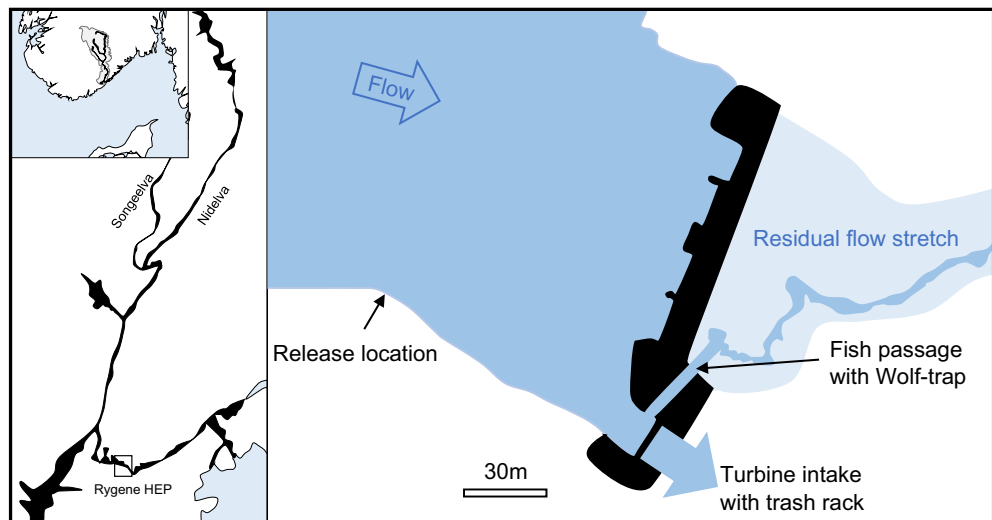 Songeelva
Nidelva
Rygene HEP
Flow
Release location
Residual flow stretch
Fish passage
with Wolf-trap
30m
Turbine intake
with trash rack